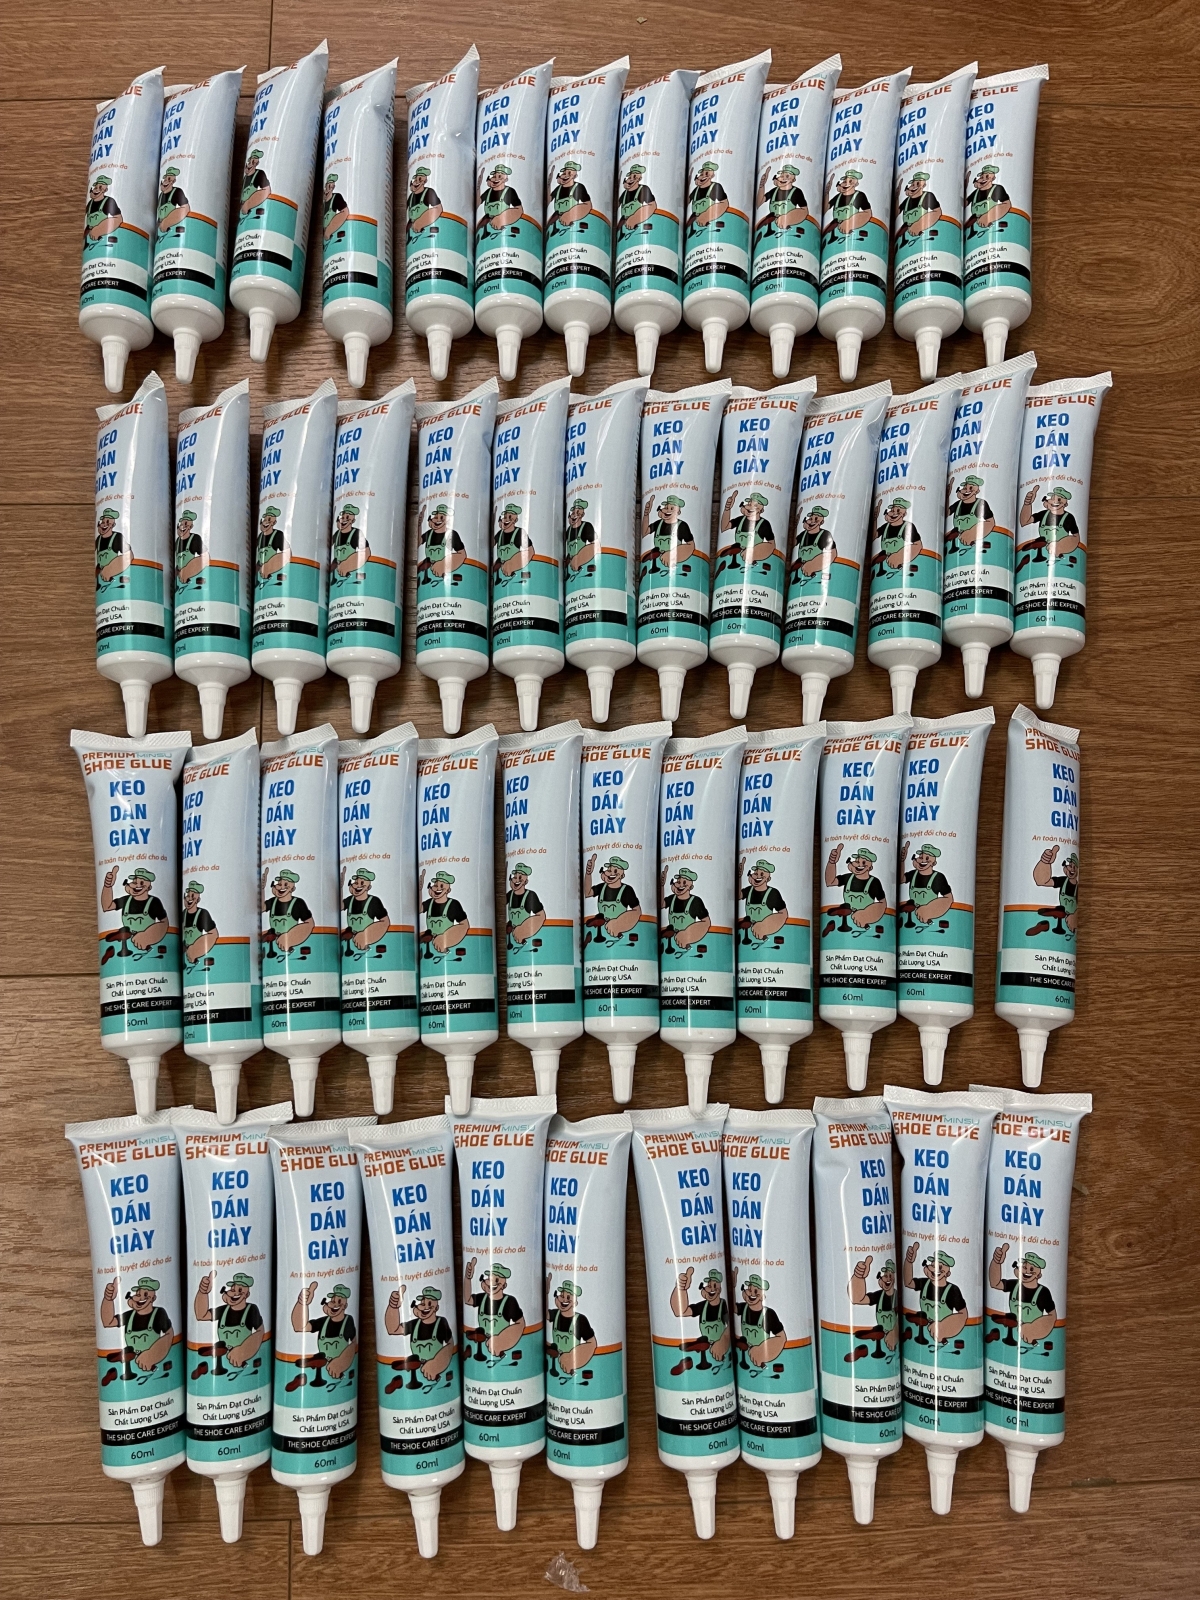 PREMIUM MINSU
SHOE GLUE
KEO
DÁN
GIÀY
An toàn tuyệt đối cho da
Sản Phẩm Đạt Chuẩn
Chất Lượng USA
THE SHOE CARE EXPERT
60ml